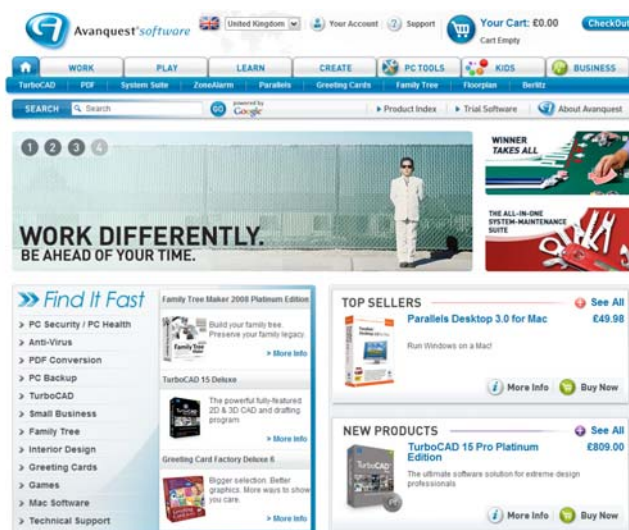 Avanquest software
United Kingdom
Your Account
Support
Your Cart: £0.00
Cart Empty
CheckOut
WORK
PLAY
LEARN
CREATE
PC TOOLS
KIDS
BUSINESS
TurboCAD
PDF
System Suite
ZoneAlarm
Parallels
Greeting Cards
Family Tree
Floorplan
Berlitz
SEARCH
Search
GO
powered by
Google
Product Index
Trial Software
About Avanquest
1 2 3 4
WORK DIFFERENTLY.
BE AHEAD OF YOUR TIME.
WINNER
TAKES ALL
THE ALL-IN-ONE
SYSTEM-MAINTENANCE
SUITE
Find It Fast
PC Security / PC Health
Anti-Virus
PDF Conversion
PC Backup
TurboCAD
Small Business
Family Tree
Interior Design
Greeting Cards
Games
Mac Software
Technical Support
Family Tree Maker 2008 Platinum Edition
Build your family tree.
Preserve your family legacy.
Family Tree
» More Info
TurboCAD 15 Deluxe
The powerful fully-featured
2D & 3D CAD and drafting
program
» More Info
Greeting Card Factory Deluxe 6
Bigger selection. Better
graphics. More ways to show
you care.
» More Info
TOP SELLERS
See All
Parallels Desktop 3.0 for Mac
£49.98
Run Windows on a Mac!
More Info
Buy Now
NEW PRODUCTS
See All
TurboCAD 15 Pro Platinum
Edition
£809.00
TurboCAD
The ultimate software solution for extreme design
professionals
More Info
Buy Now